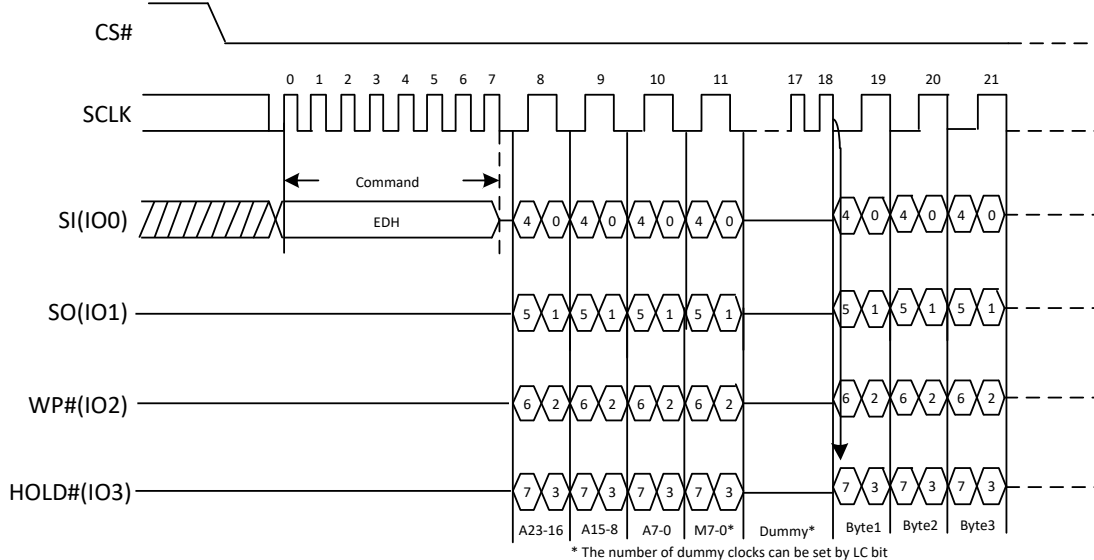 CS#
0 1 2 3 4 5 6 7 8 9 10 11 17 18 19 20 21
SCLK
Command
SI(IO0) EDH 4 0 4 0 4 0 4 0 4 0 4 0 4 0
SO(IO1) 5 1 5 1 5 1 5 1 5 1 5 1 5 1
WP#(IO2) 6 2 6 2 6 2 6 2 6 2 6 2 6 2
HOLD#(IO3) 7 3 7 3 7 3 7 3 7 3 7 3 7 3
A23-16 A15-8 A7-0 M7-0* Dummy* Byte1 Byte2 Byte3
* The number of dummy clocks can be set by LC bit